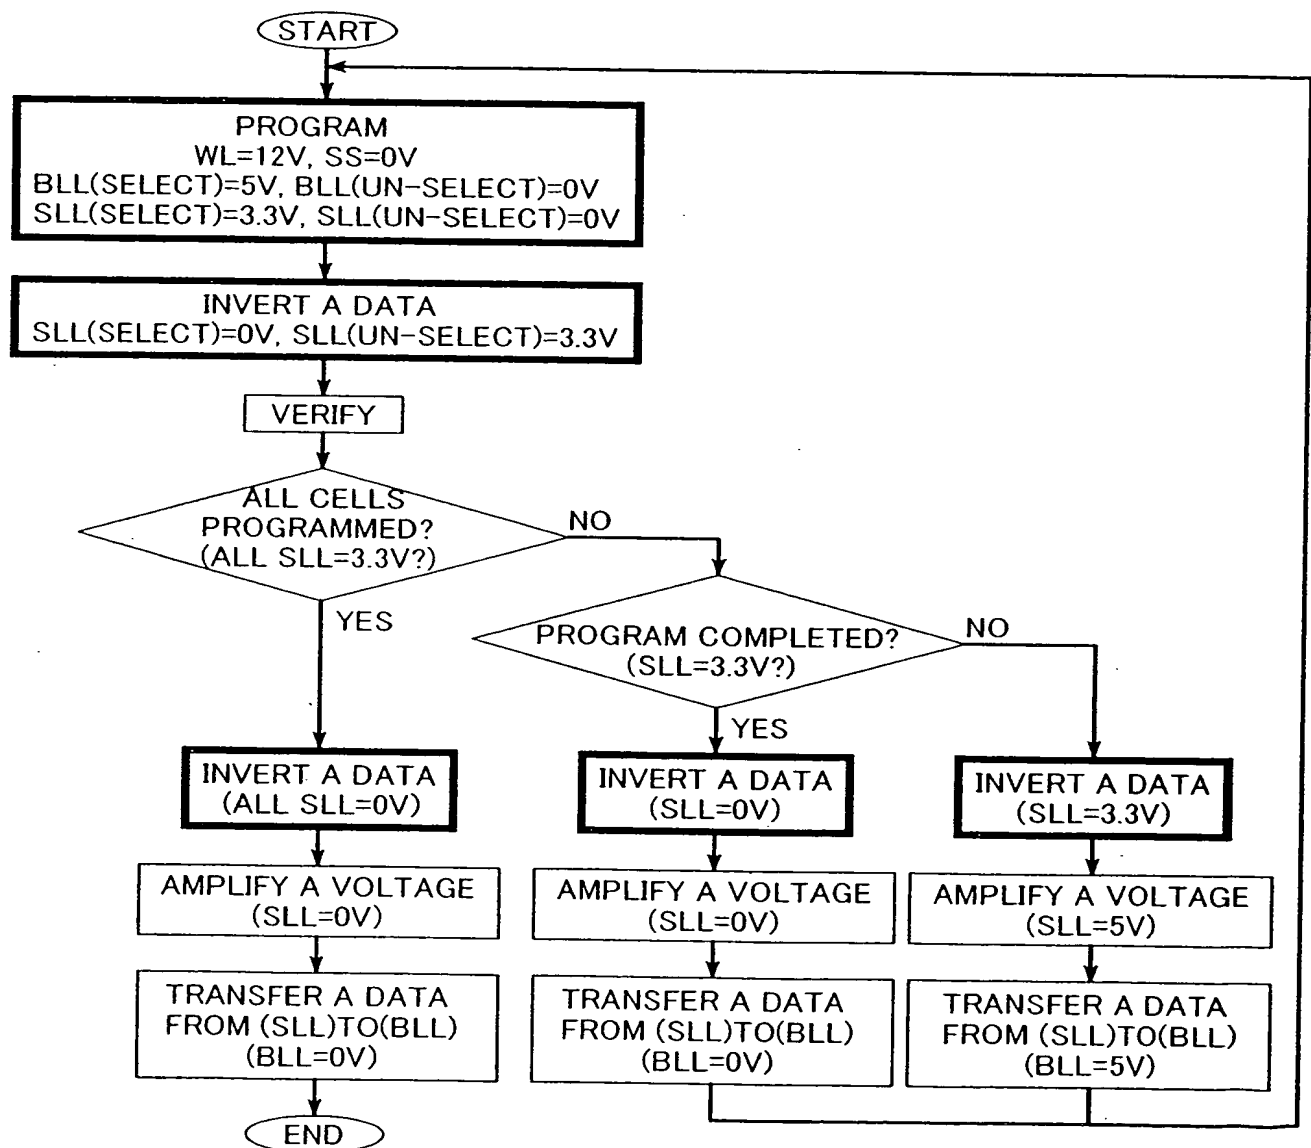 START
PROGRAM
WL=12V, SS=0V
BLL(SELECT)=5V, BLL(UN-SELECT)=0V
SLL(SELECT)=3.3V, SLL(UN-SELECT)=0V
INVERT A DATA
SLL(SELECT)=0V, SLL(UN-SELECT)=3.3V
VERIFY
ALL CELLS
PROGRAMMED?
(ALL SLL=3.3V?)
NO
YES
PROGRAM COMPLETED?
(SLL=3.3V?)
NO
YES
INVERT A DATA
(ALL SLL=0V)
AMPLIFY A VOLTAGE
(SLL=0V)
TRANSFER A DATA
FROM (SLL)TO(BLL)
(BLL=0V)
END
INVERT A DATA
(SLL=0V)
AMPLIFY A VOLTAGE
(SLL=0V)
TRANSFER A DATA
FROM (SLL)TO(BLL)
(BLL=0V)
INVERT A DATA
(SLL=3.3V)
AMPLIFY A VOLTAGE
(SLL=5V)
TRANSFER A DATA
FROM (SLL)TO(BLL)
(BLL=5V)